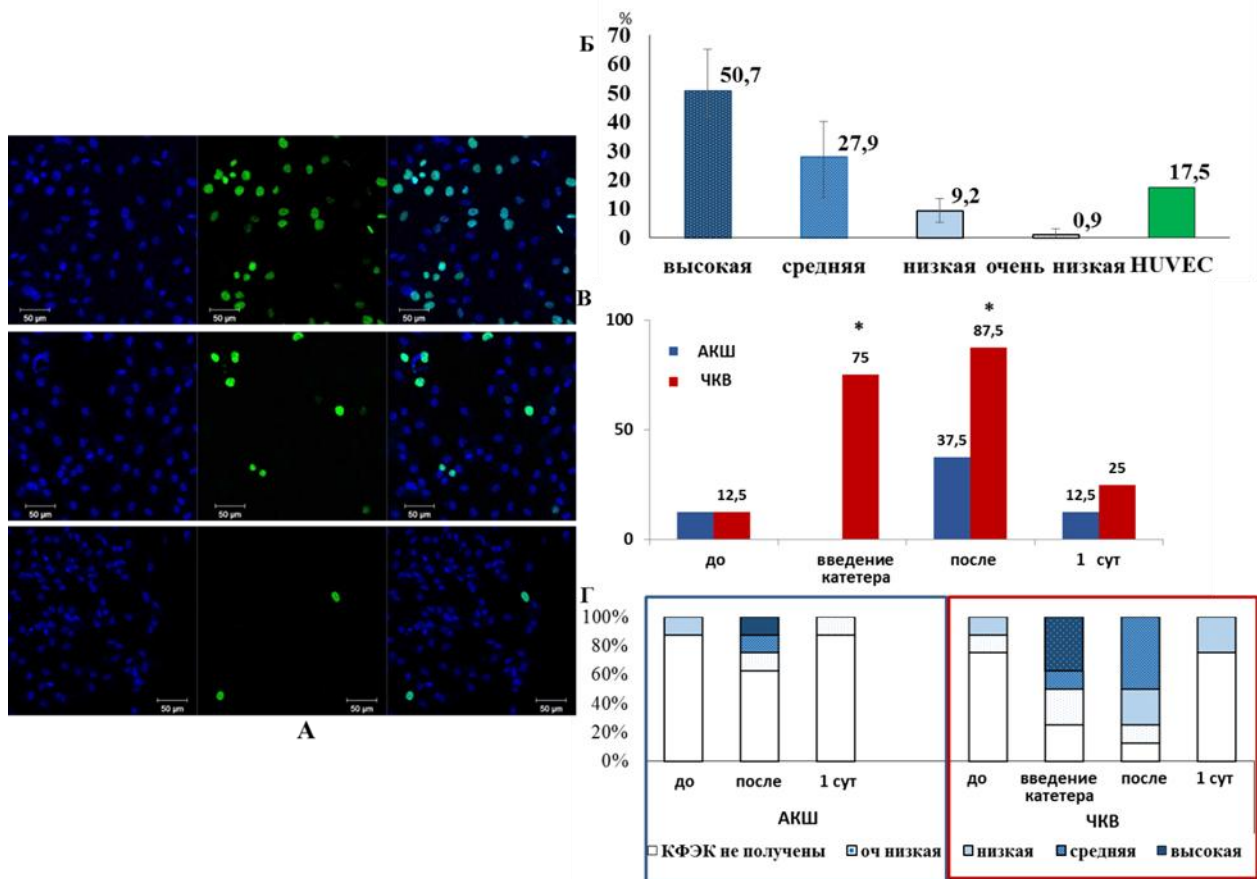 50 µm 50 µm 50 µm
50 µm 50 µm 50 µm
50 µm 50 µm 50 µm
А
Б
%
70
60
50
40
30
20
10
0
50,7
27,9
9,2
0,9
17,5
высокая средняя низкая очень низкая HUVEC
В
100
50
0
АКШ
ЧКВ
12,5
*
75
37,5
*
87,5
12,5
25
до введение катетера после 1 сут
Г
100%
80%
60%
40%
20%
0%
до после 1 сут
АКШ
до введение катетера после 1 сут
ЧКВ
КФЭК не получены оч низкая низкая средняя высокая